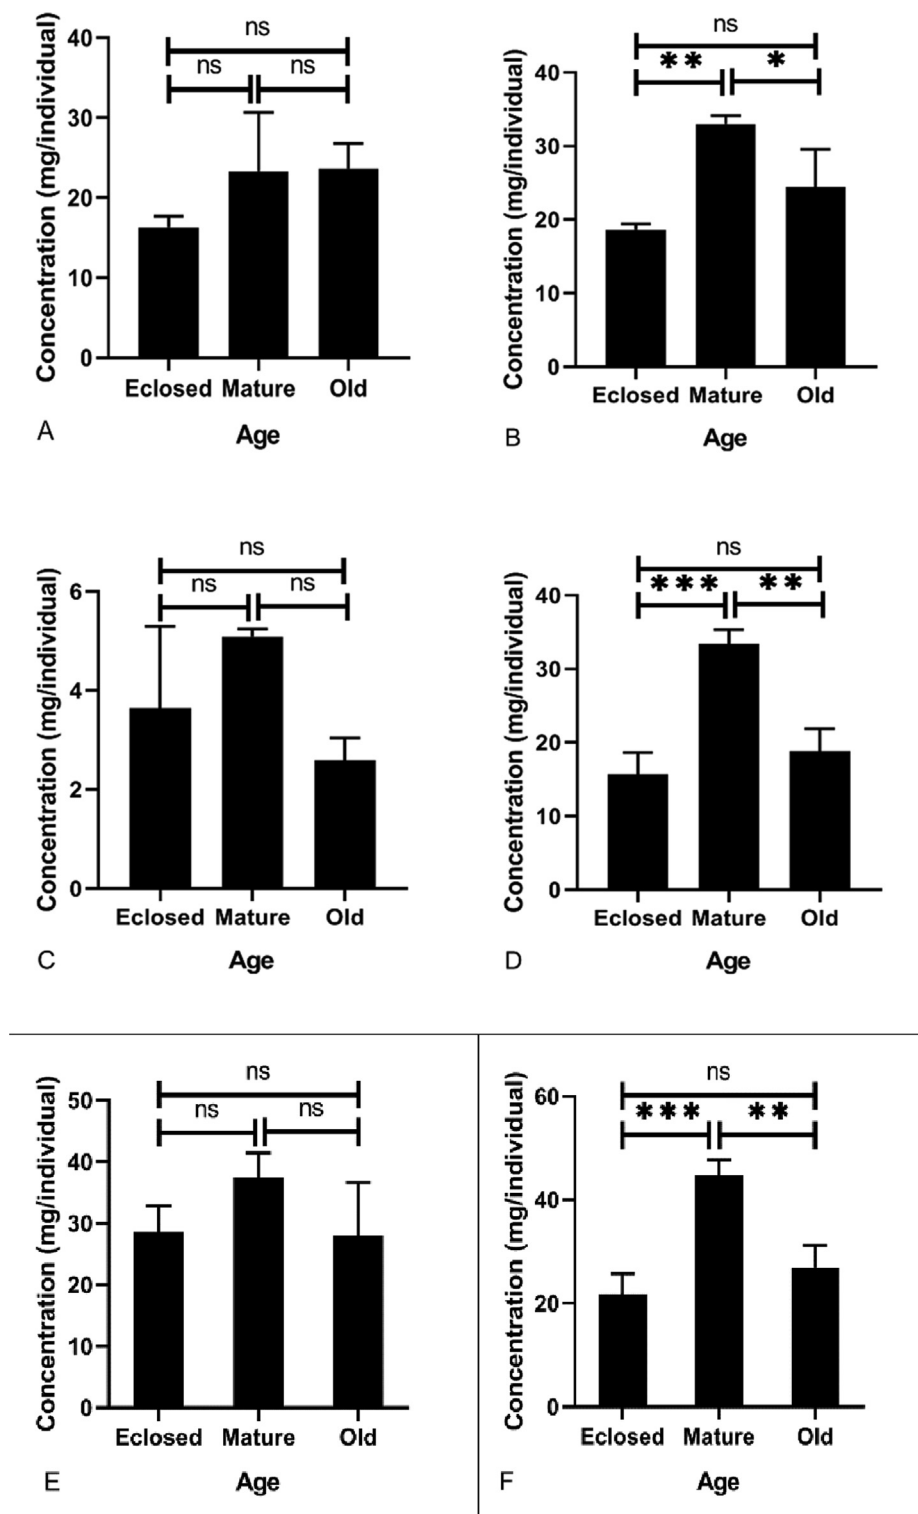 ns
ns ns
Concentration (mg/individual)
40
30
20
10
0
Eclosed Mature Old
A Age
ns
** *
Concentration (mg/individual)
40
30
20
10
0
Eclosed Mature Old
B Age
ns
ns ns
Concentration (mg/individual)
6
4
2
0
Eclosed Mature Old
C Age
ns
*** **
Concentration (mg/individual)
40
30
20
10
0
Eclosed Mature Old
D Age
ns
ns ns
Concentration (mg/individual)
50
40
30
20
10
0
Eclosed Mature Old
E Age
ns
*** **
Concentration (mg/individual)
60
40
20
0
Eclosed Mature Old
F Age